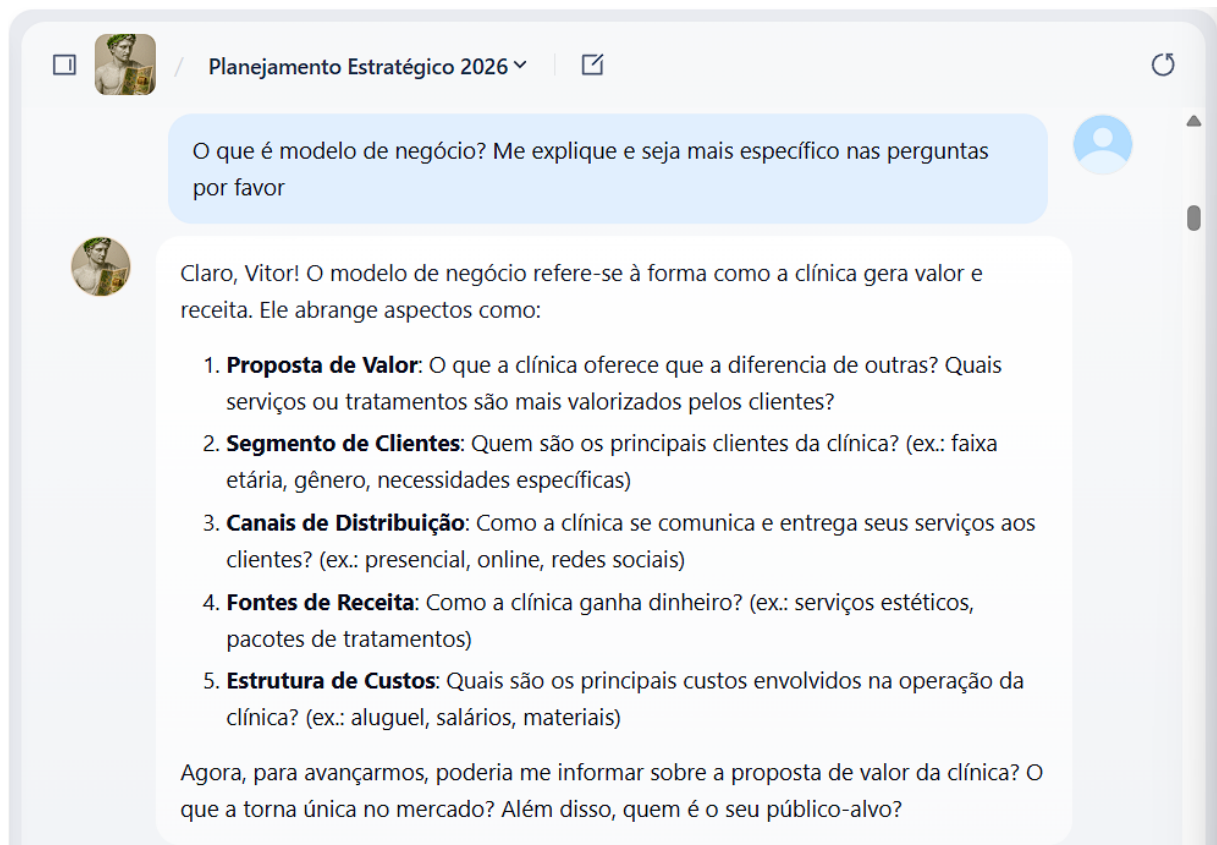 Planejamento Estratégico 2026
O que é modelo de negócio? Me explique e seja mais específico nas perguntas
por favor
Claro, Vitor! O modelo de negócio refere-se à forma como a clínica gera valor e
receita. Ele abrange aspectos como:
1. Proposta de Valor: O que a clínica oferece que a diferencia de outras? Quais
serviços ou tratamentos são mais valorizados pelos clientes?
2. Segmento de Clientes: Quem são os principais clientes da clínica? (ex.: faixa
etária, gênero, necessidades específicas)
3. Canais de Distribuição: Como a clínica se comunica e entrega seus serviços aos
clientes? (ex.: presencial, online, redes sociais)
4. Fontes de Receita: Como a clínica ganha dinheiro? (ex.: serviços estéticos,
pacotes de tratamentos)
5. Estrutura de Custos: Quais são os principais custos envolvidos na operação da
clínica? (ex.: aluguel, salários, materiais)
Agora, para avançarmos, poderia me informar sobre a proposta de valor da clínica? O
que a torna única no mercado? Além disso, quem é o seu público-alvo?